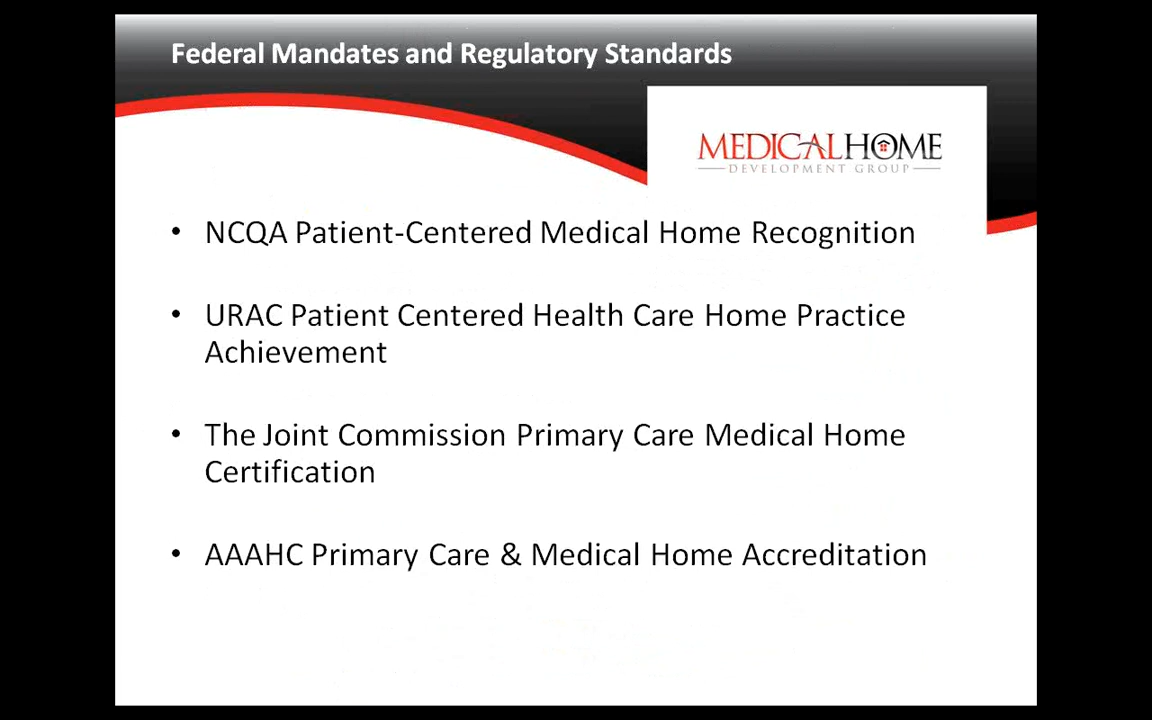 Federal Mandates and Regulatory Standards
MEDICALHOME
DEVELOPMENT GROUP
• NCQA Patient-Centered Medical Home Recognition
• URAC Patient Centered Health Care Home Practice
Achievement
• The Joint Commission Primary Care Medical Home
Certification
• AAAHC Primary Care & Medical Home Accreditation